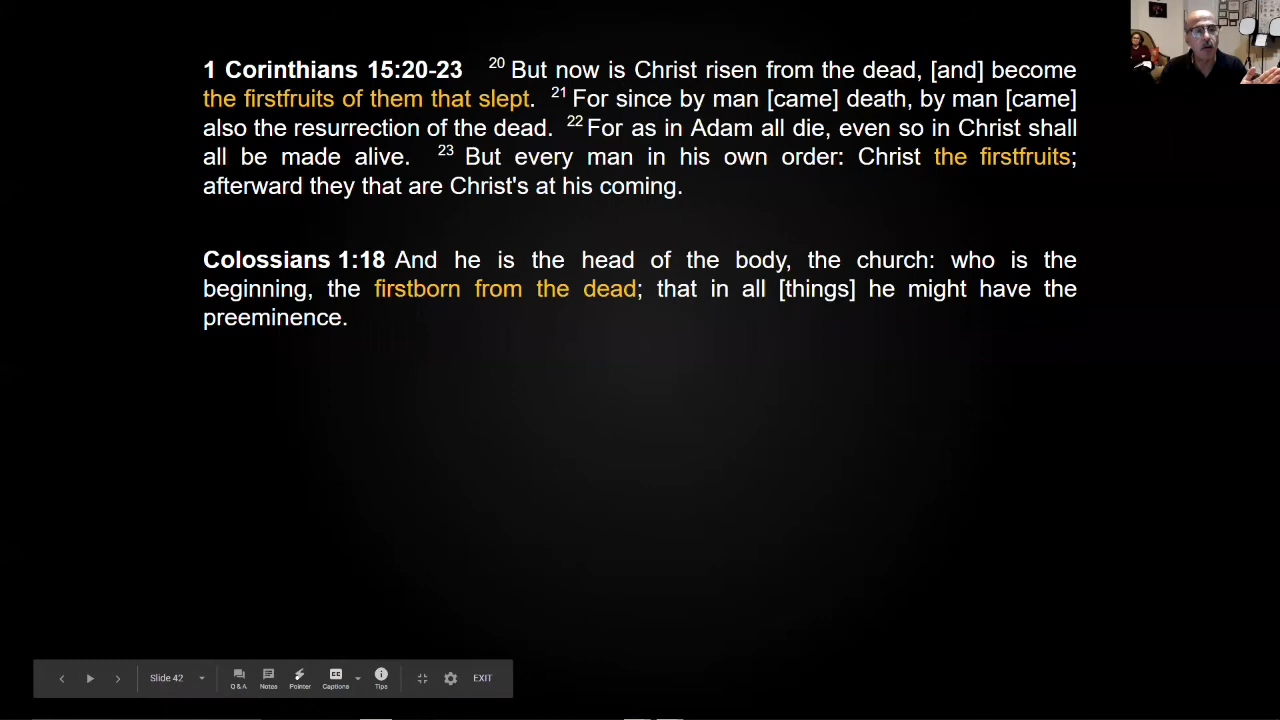 1 Corinthians 15:20-23 20 But now is Christ risen from the dead, [and] become
the firstfruits of them that slept. 21 For since by man [came] death, by man [came]
also the resurrection of the dead. 22 For as in Adam all die, even so in Christ shall
all be made alive. 23 But every man in his own order: Christ the firstfruits;
afterward they that are Christ's at his coming.
Colossians 1:18 And he is the head of the body, the church: who is the
beginning, the firstborn from the dead; that in all [things] he might have the
preeminence.
Slide 42 Q & A Notes Pointer CC Captions Tips EXIT